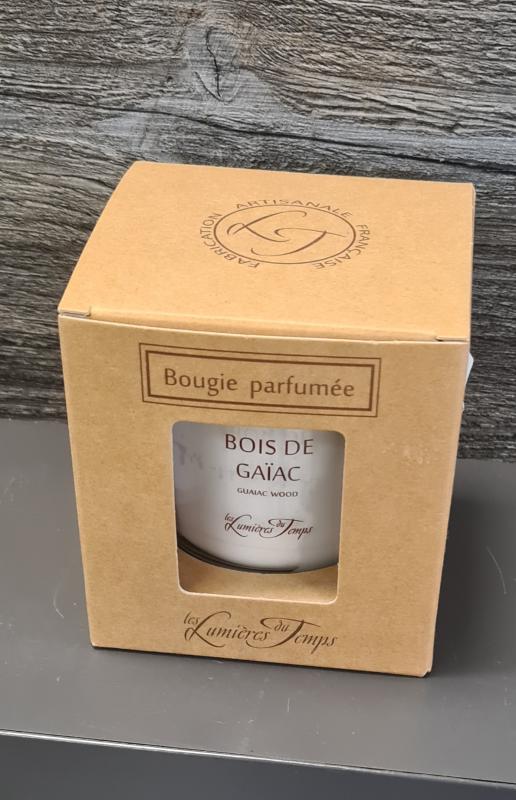 FABRICATION ARTISANALE FRANÇAISE
LT
Bougie parfumée
BOIS DE
GAÏAC
GUAIAC WOOD
les Lumières du Temps
les Lumières du Temps